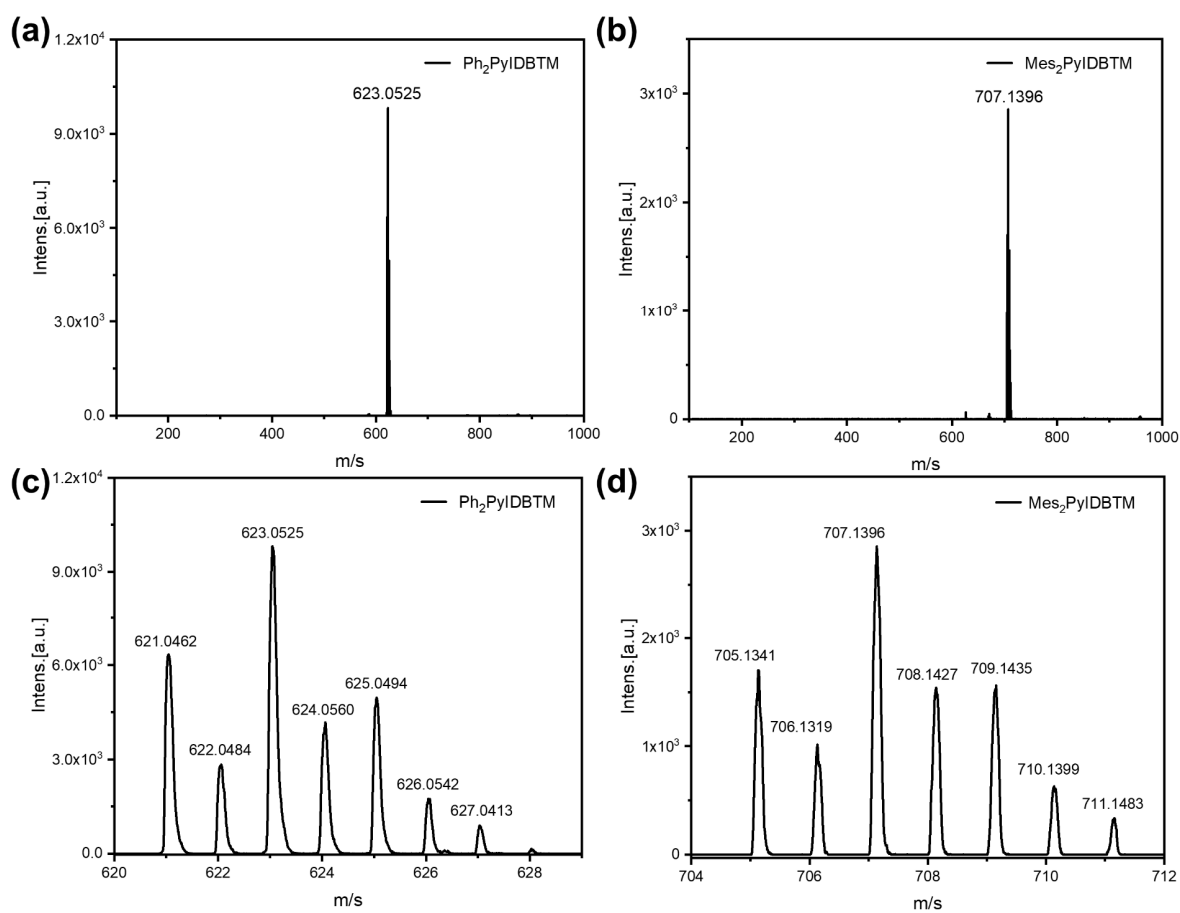 (a)
1.2x10⁴
9.0x10³
6.0x10³
3.0x10³
0.0
Intens.[a.u.]
Ph₂PyIDBTM
623.0525
200 400 600 800 1000
m/s
(b)
3x10³
2x10³
1x10³
0
Intens.[a.u.]
Mes₂PyIDBTM
707.1396
200 400 600 800 1000
m/s
(c)
1.2x10⁴
9.0x10³
6.0x10³
3.0x10³
0.0
Intens.[a.u.]
Ph₂PyIDBTM
621.0462
622.0484
623.0525
624.0560
625.0494
626.0542
627.0413
620 622 624 626 628
m/s
(d)
3x10³
2x10³
1x10³
0
Intens.[a.u.]
Mes₂PyIDBTM
705.1341
706.1319
707.1396
708.1427
709.1435
710.1399
711.1483
704 706 708 710 712
m/s